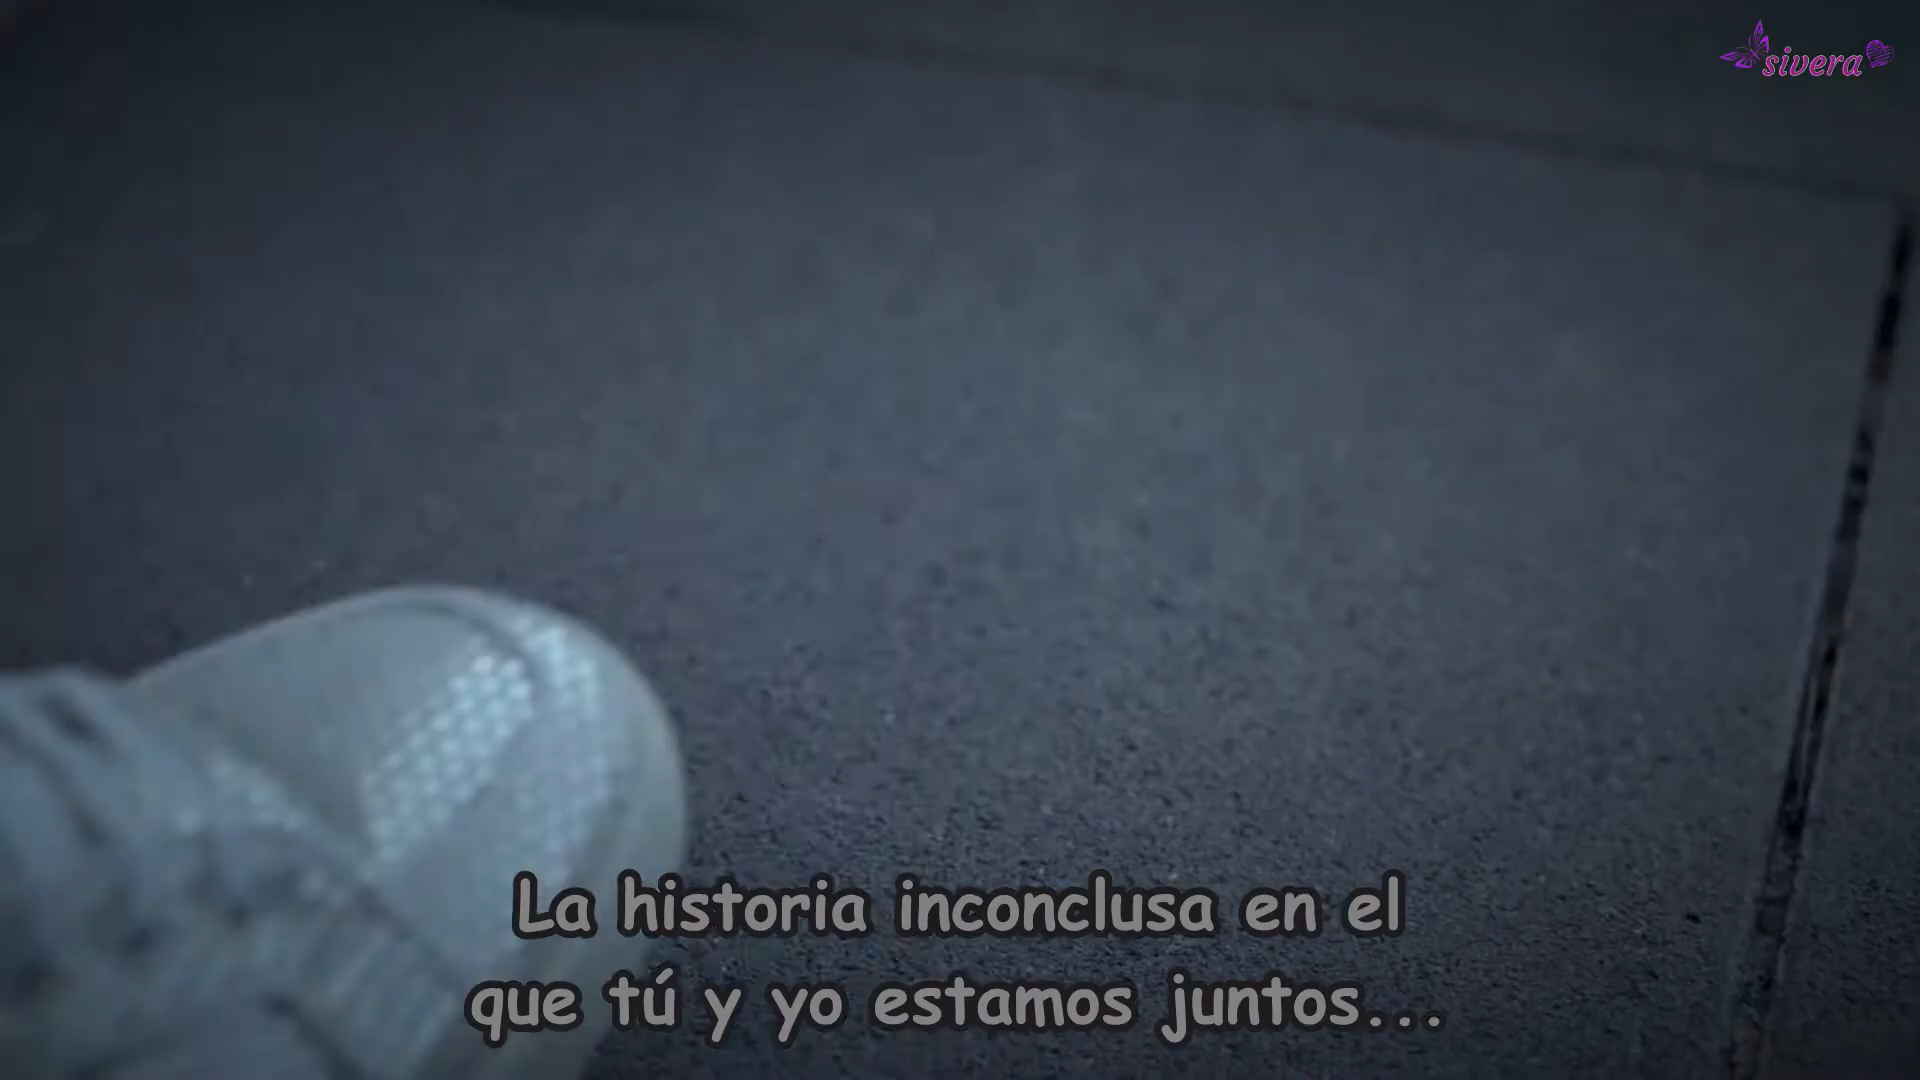 sivera
La historia inconclusa en el
que tú y yo estamos juntos...